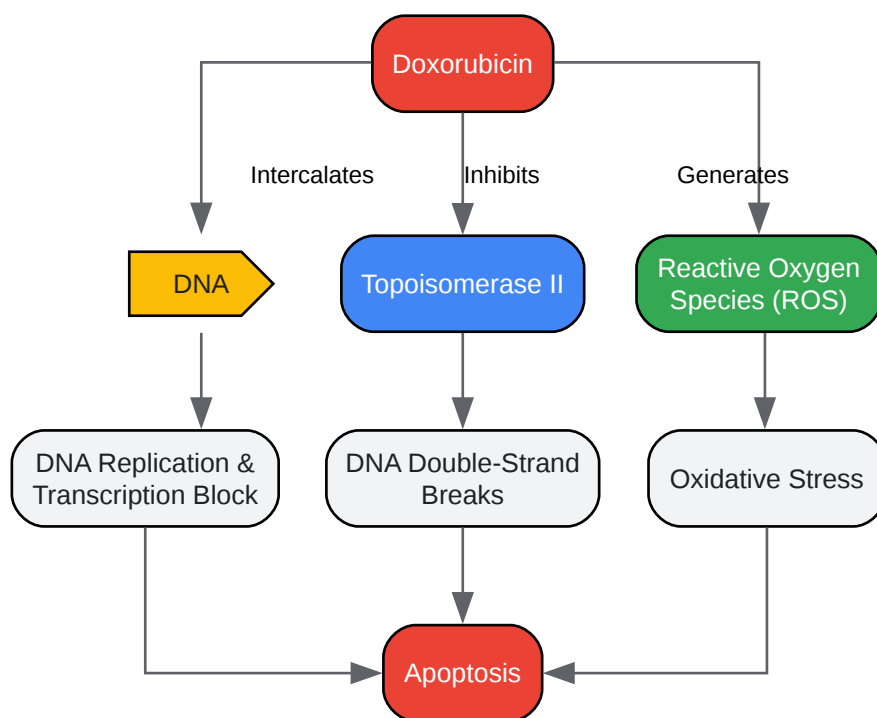 Doxorubicin
Intercalates
Inhibits
Generates
DNA
Topoisomerase II
Reactive Oxygen
Species (ROS)
DNA Replication &
Transcription Block
DNA Double-Strand
Breaks
Oxidative Stress
Apoptosis